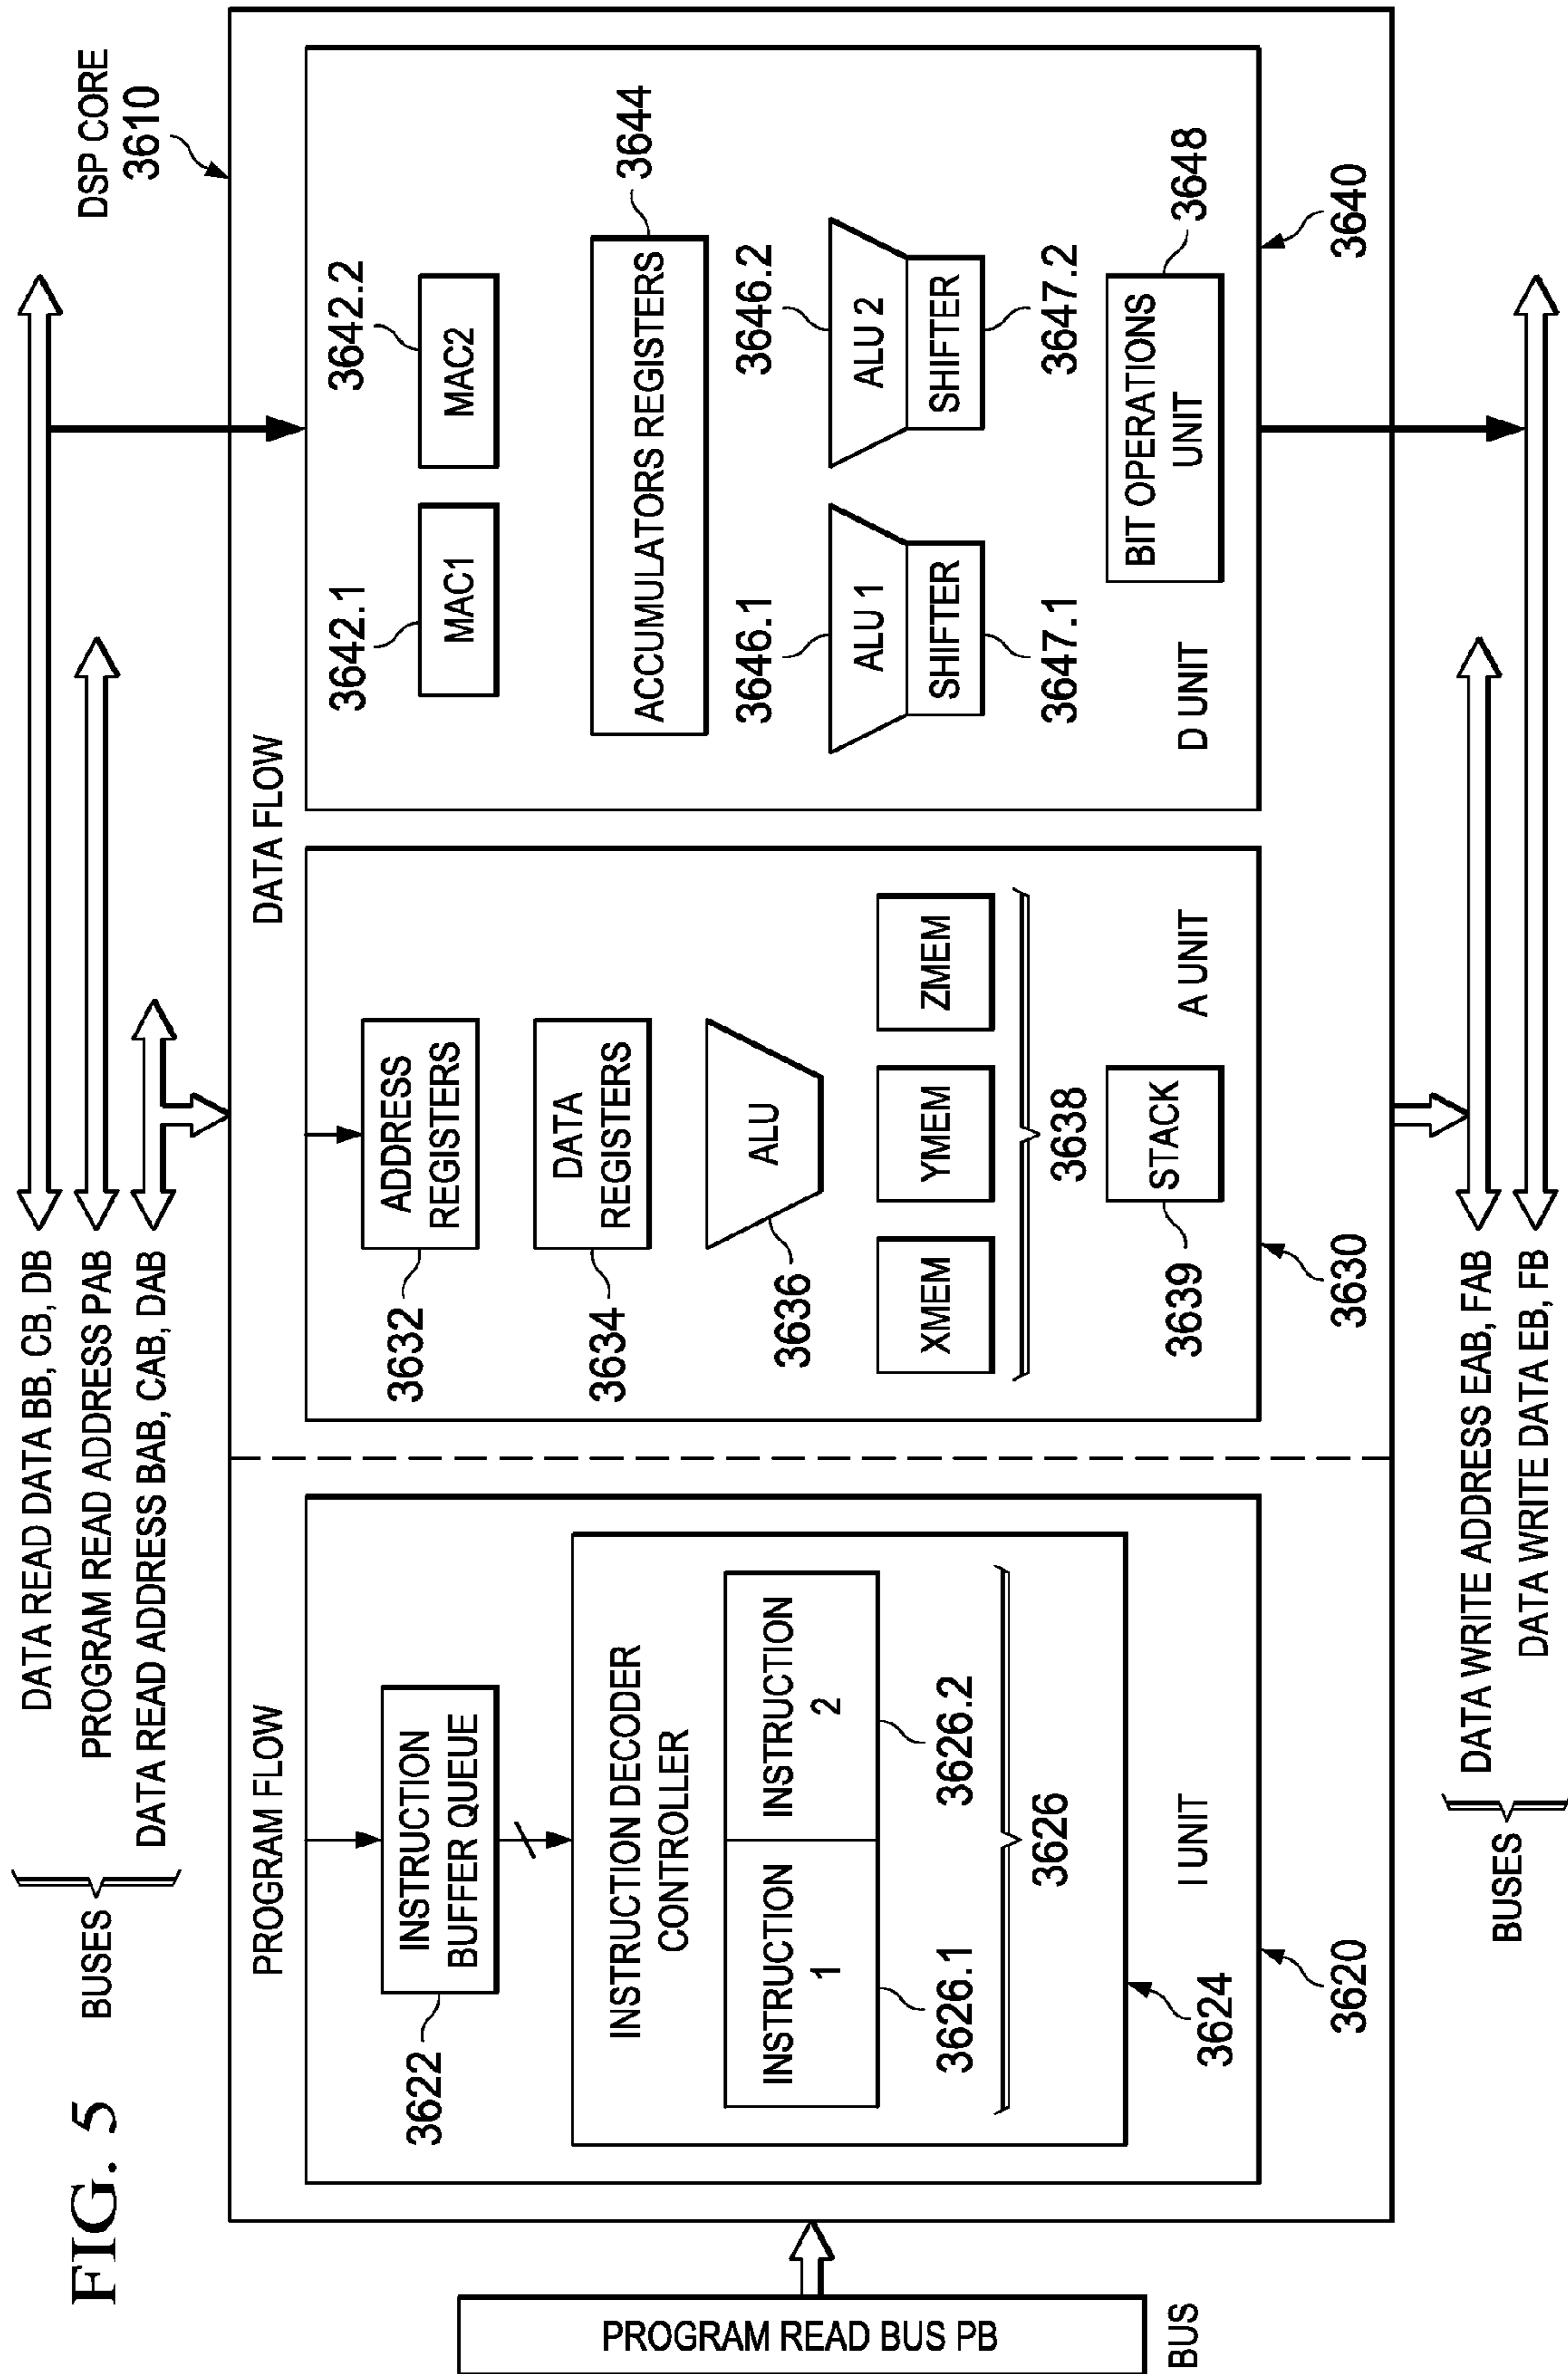 FIG. 5
BUSES
DATA READ DATA BB, CB, DB
PROGRAM READ ADDRESS PAB
DATA READ ADDRESS BAB, CAB, DAB
DSP CORE
3610
PROGRAM READ BUS PB
BUS
PROGRAM FLOW
3622
INSTRUCTION
BUFFER QUEUE
INSTRUCTION DECODER
CONTROLLER
INSTRUCTION
1
INSTRUCTION
2
3626.1
3626.2
3626
3624
I UNIT
3620
DATA FLOW
3632
ADDRESS
REGISTERS
3634
DATA
REGISTERS
ALU
3636
XMEM
YMEM
ZMEM
3638
STACK
3639
A UNIT
3630
3642.1
3642.2
MAC1
MAC2
ACCUMULATORS REGISTERS
3644
3646.1
3646.2
ALU 1
ALU 2
SHIFTER
SHIFTER
3647.1
3647.2
BIT OPERATIONS
UNIT
3648
D UNIT
3640
BUSES
DATA WRITE ADDRESS EAB, FAB
DATA WRITE DATA EB, FB